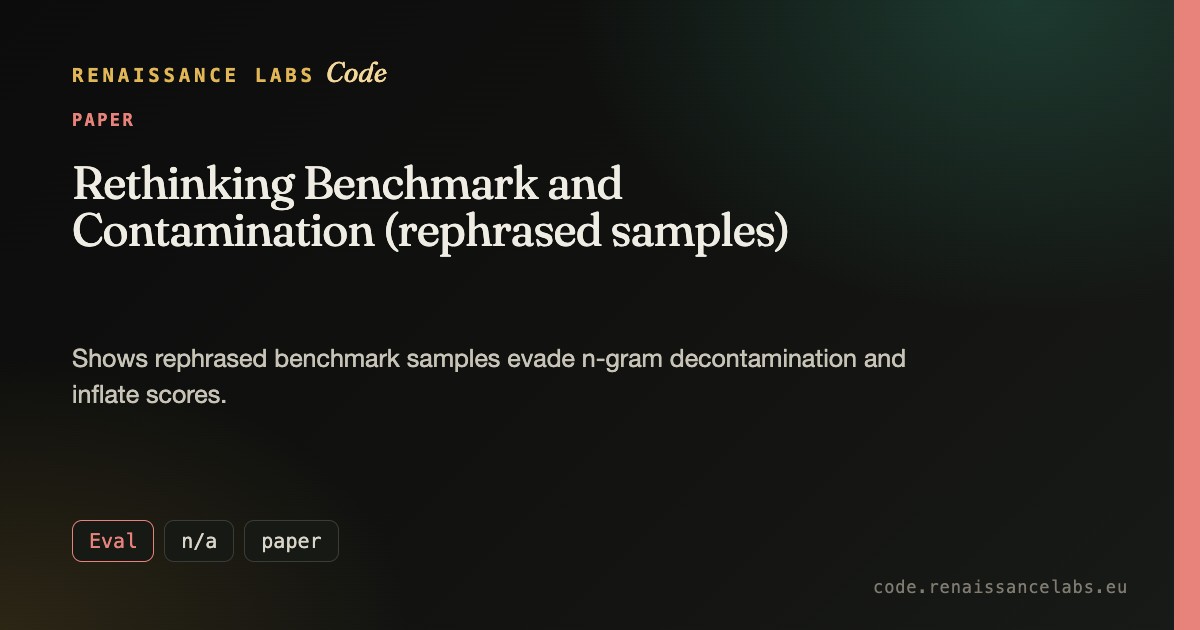 RENAISSANCE LABS Code
PAPER
Rethinking Benchmark and
Contamination (rephrased samples)
Shows rephrased benchmark samples evade n-gram decontamination and
inflate scores.
Eval n/a paper
code.renaissancelabs.eu